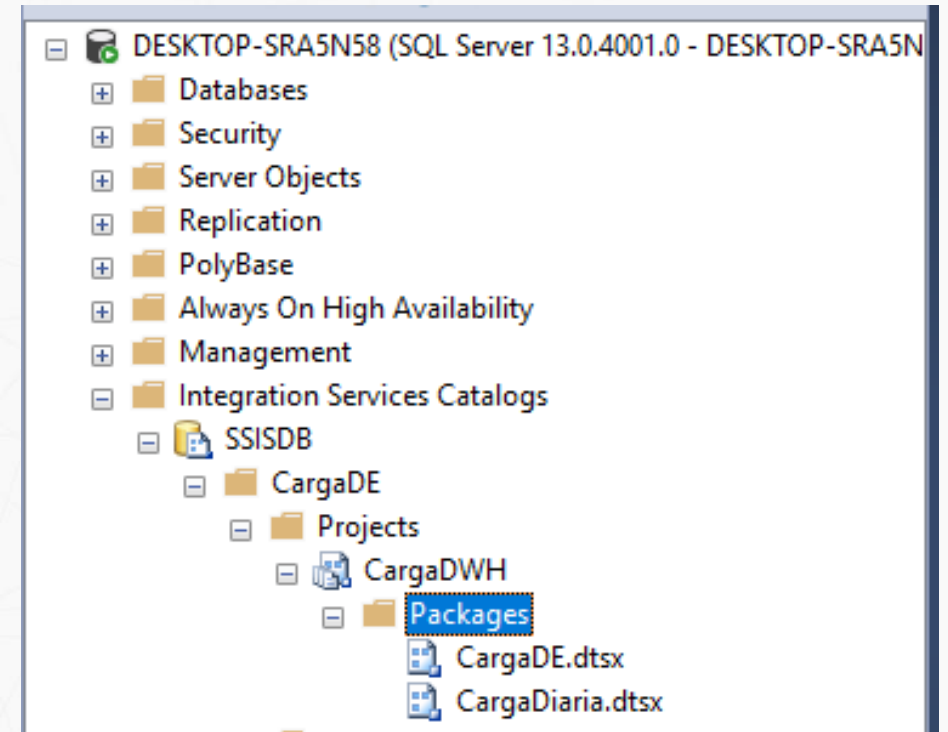 DESKTOP-SRA5N58 (SQL Server 13.0.4001.0 - DESKTOP-SRA5N
Databases
Security
Server Objects
Replication
PolyBase
Always On High Availability
Management
Integration Services Catalogs
SSISDB
CargaDE
Projects
CargaDWH
Packages
CargaDE.dtsx
CargaDiaria.dtsx